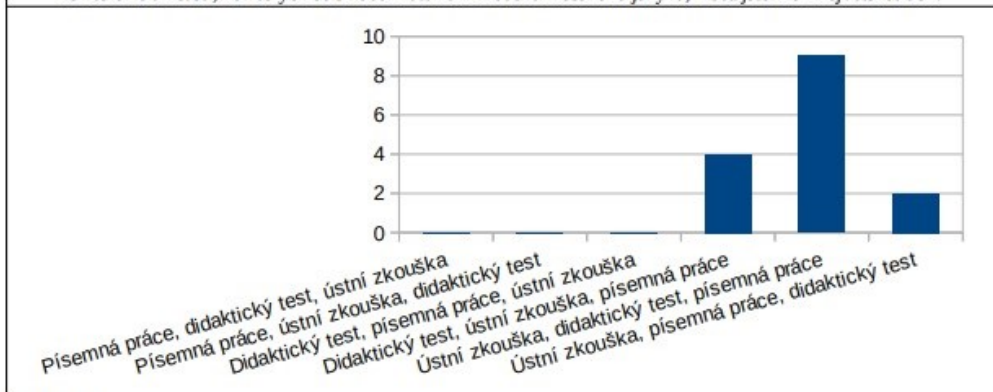 10
8
6
4
2
0
Písemná práce, didaktický test, ústní zkouška
Písemná práce, ústní zkouška, didaktický test
Didaktický test, písemná práce, ústní zkouška
Didaktický test, ústní zkouška, písemná práce
Ústní zkouška, didaktický test, písemná práce
Ústní zkouška, písemná práce, didaktický test